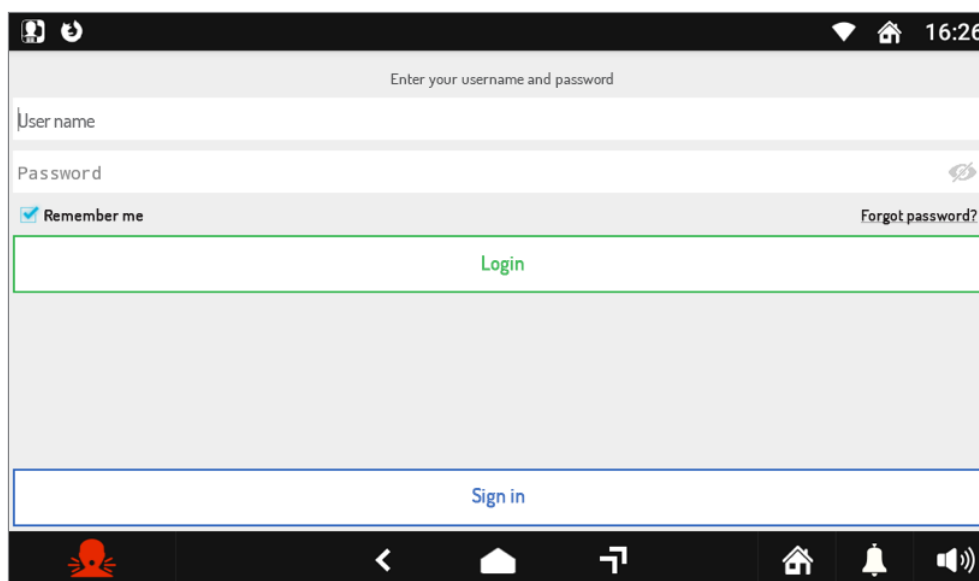 16:26
Enter your username and password
User name
Password
Remember me
Forgot password?
Login
Sign in